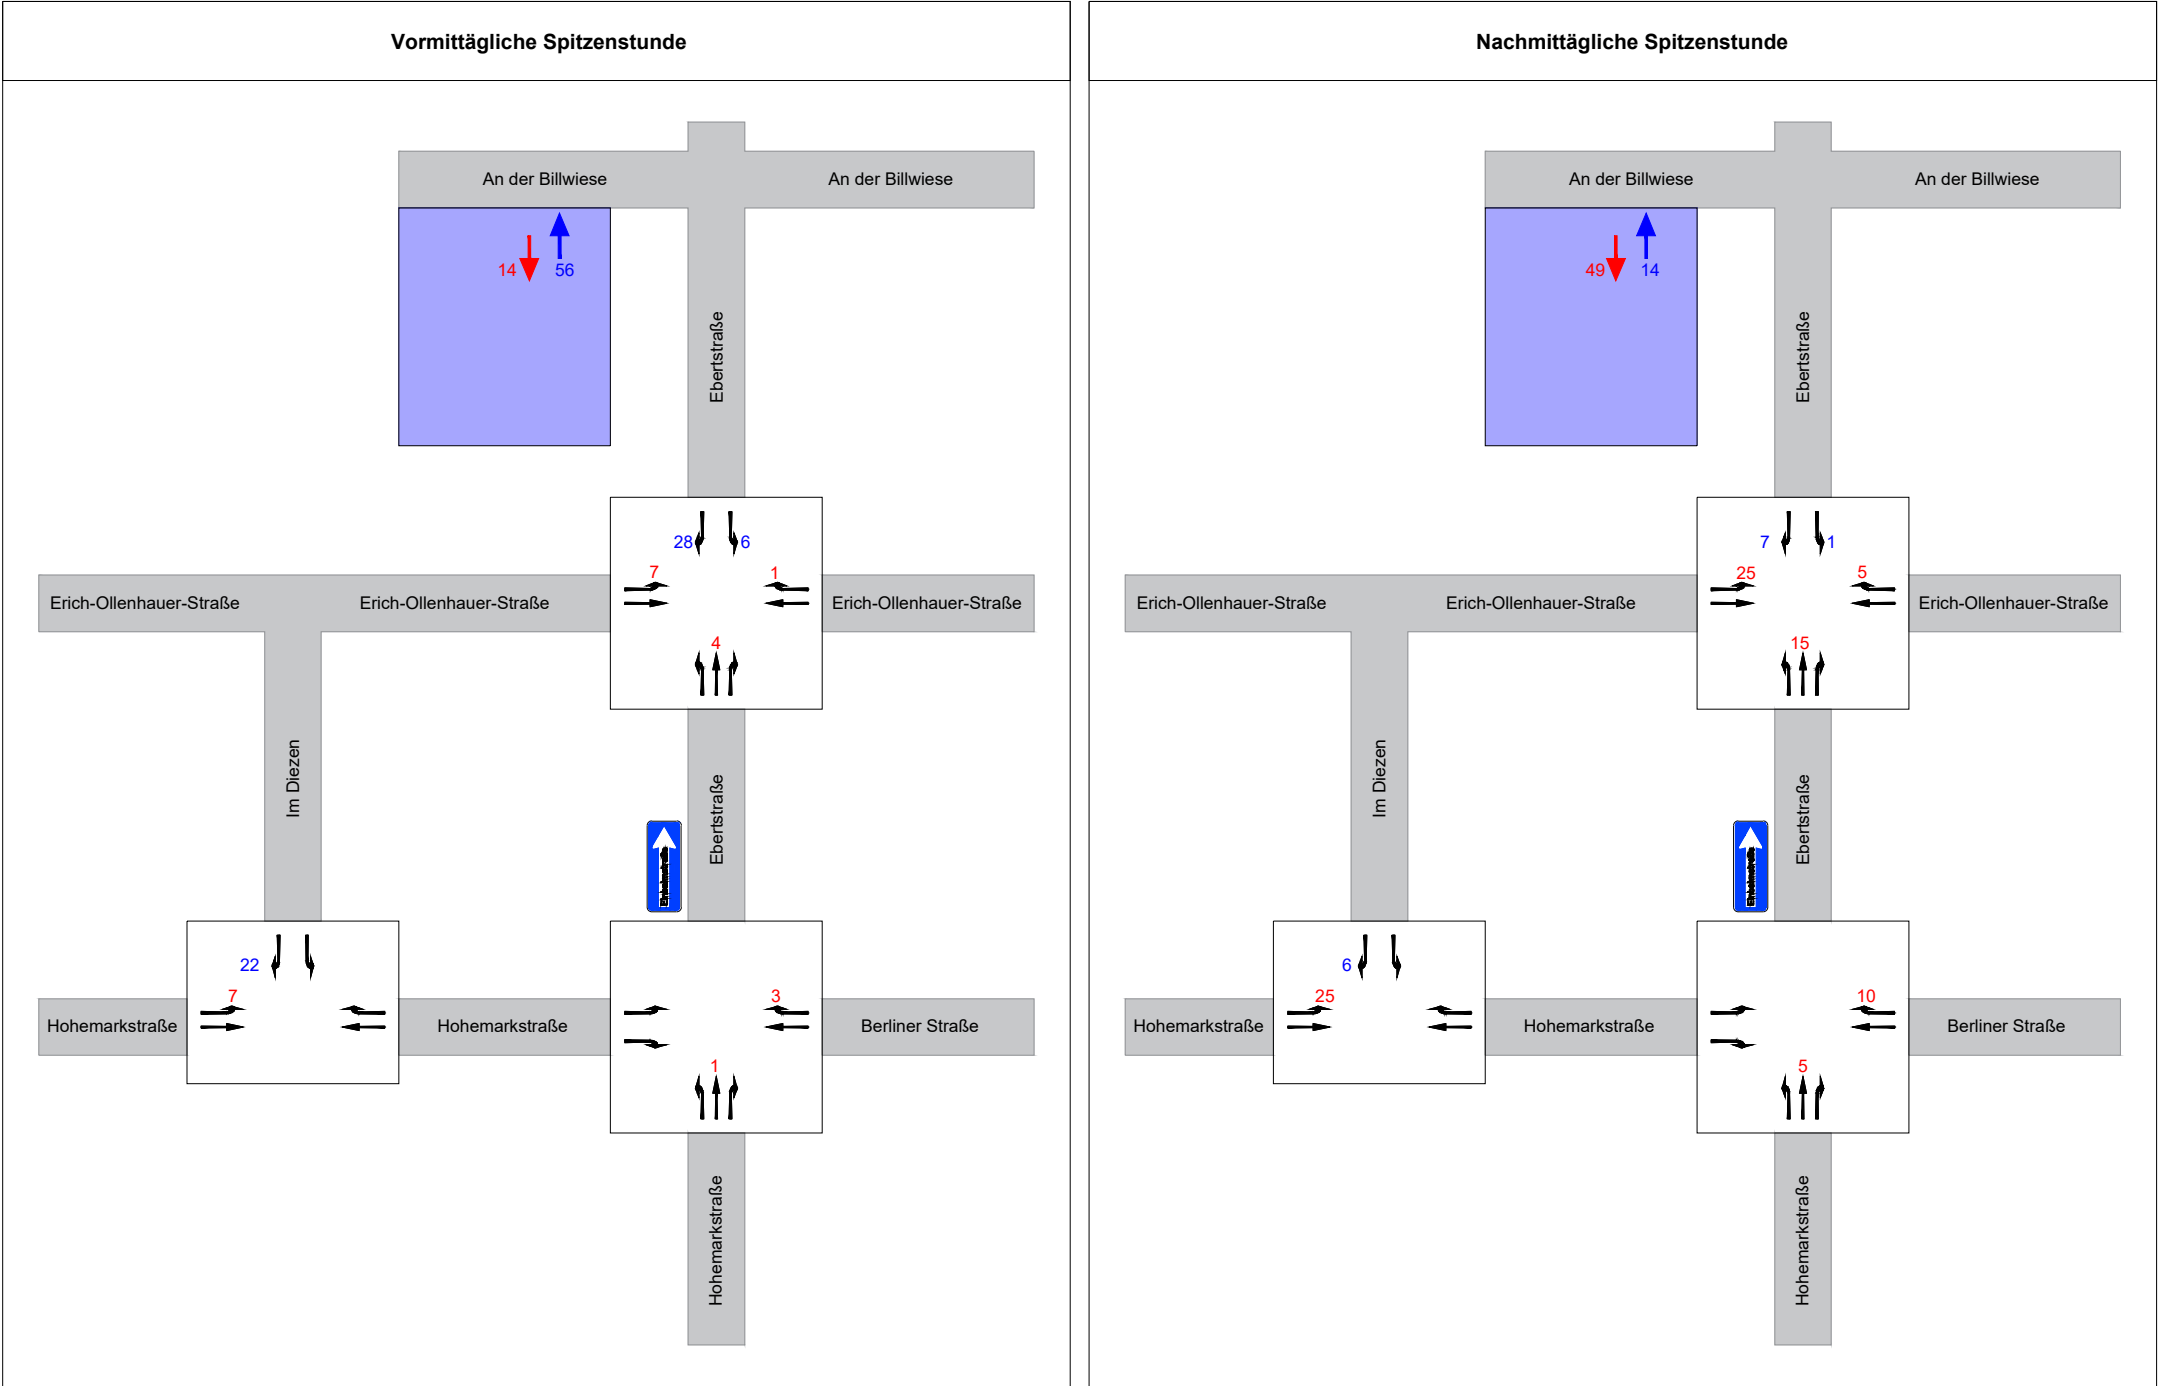 Vormittägliche Spitzenstunde
An der Billwiese An der Billwiese
14 56
Ebertstraße
28 6
7 1
Erich-Ollenhauer-Straße Erich-Ollenhauer-Straße Erich-Ollenhauer-Straße
4
Im Diezen
Ebertstraße
Einbahnstraße
22
7 3
Hohemarkstraße Hohemarkstraße Berliner Straße
1
Hohemarkstraße
Nachmittägliche Spitzenstunde
An der Billwiese An der Billwiese
49 14
Ebertstraße
7 1
25 5
Erich-Ollenhauer-Straße Erich-Ollenhauer-Straße Erich-Ollenhauer-Straße
15
Im Diezen
Ebertstraße
Einbahnstraße
6
25 10
Hohemarkstraße Hohemarkstraße Berliner Straße
5
Hohemarkstraße